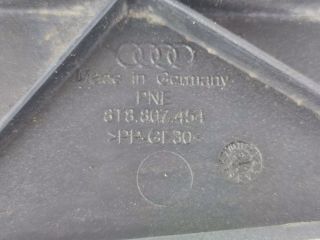 Made in Germany
PNE
8T8.807.454
>PP-GF30<